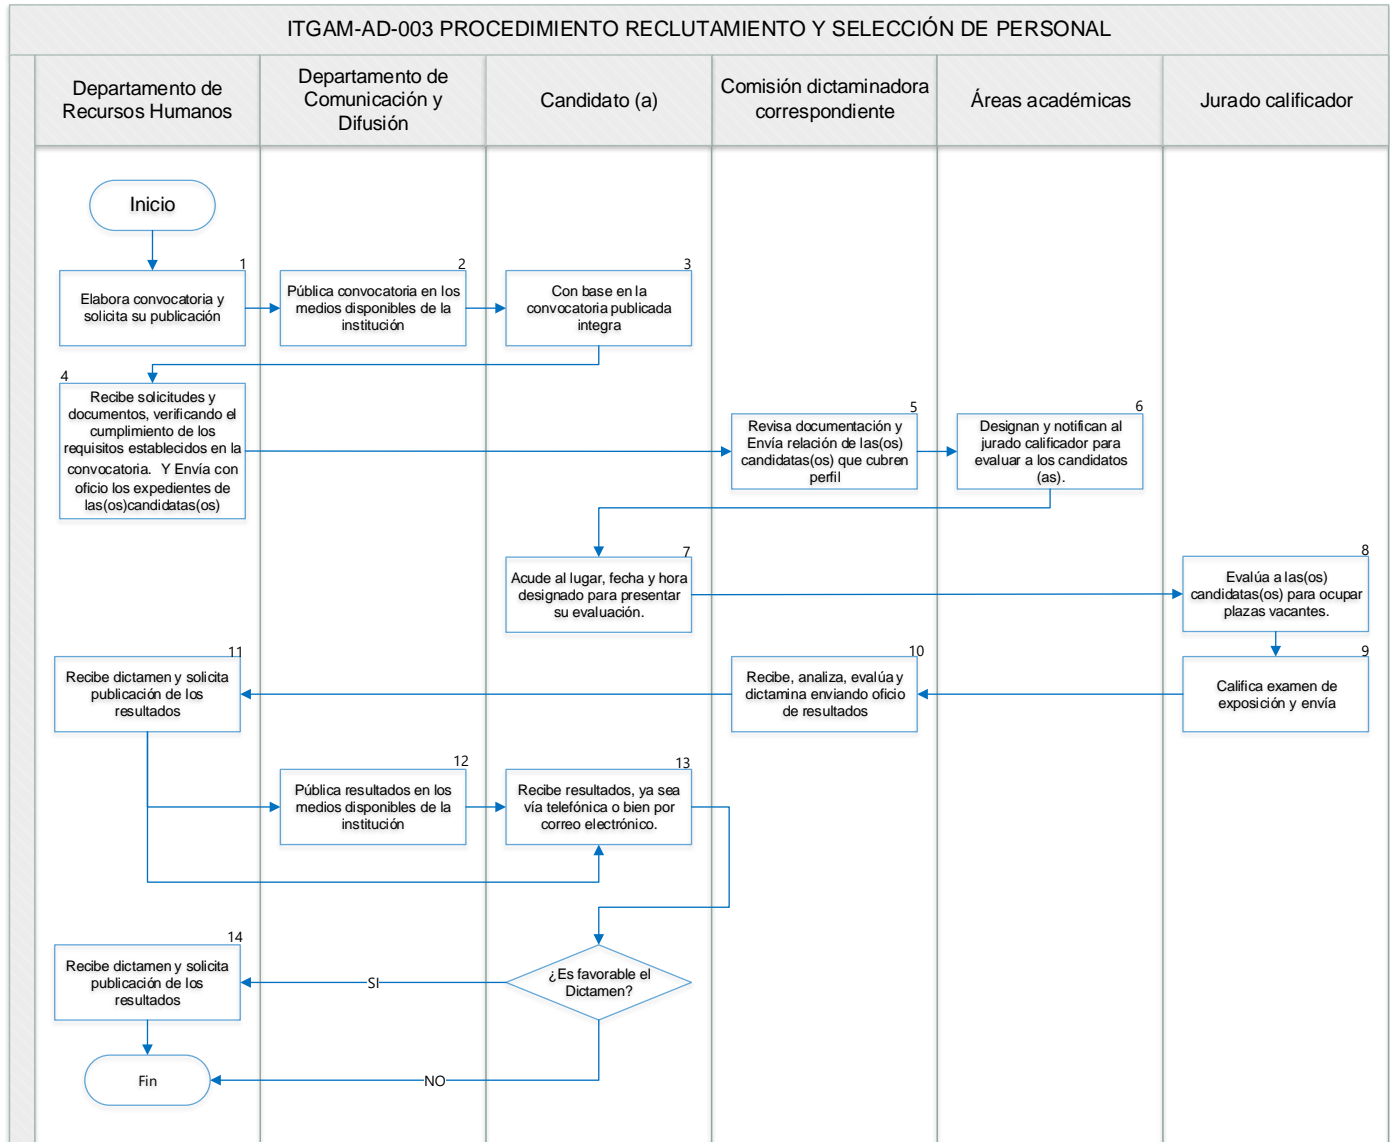 ITGAM-AD-003 PROCEDIMIENTO RECLUTAMIENTO Y SELECCIÓN DE PERSONAL
Departamento de
Recursos Humanos
Departamento de
Comunicación y
Difusión
Candidato (a)
Comisión dictaminadora
correspondiente
Áreas académicas
Jurado calificador
Inicio
1
Elabora convocatoria y
solicita su publicación
2
Pública convocatoria en los
medios disponibles de la
institución
3
Con base en la
convocatoria publicada
integra
4
Recibe solicitudes y
documentos, verificando el
cumplimiento de los
requisitos establecidos en la
convocatoria. Y Envía con
oficio los expedientes de
las(os)candidatas(os)
5
Revisa documentación y
Envía relación de las(os)
candidatas(os) que cubren
perfil
6
Designan y notifican al
jurado calificador para
evaluar a los candidatos
(as).
7
Acude al lugar, fecha y hora
designado para presentar
su evaluación.
8
Evalúa a las(os)
candidatas(os) para ocupar
plazas vacantes.
9
Califica examen de
exposición y envía
10
Recibe, analiza, evalúa y
dictamina enviando oficio
de resultados
11
Recibe dictamen y solicita
publicación de los
resultados
12
Pública resultados en los
medios disponibles de la
institución
13
Recibe resultados, ya sea
vía telefónica o bien por
correo electrónico.
¿Es favorable el
Dictamen?
SI
14
Recibe dictamen y solicita
publicación de los
resultados
NO
Fin